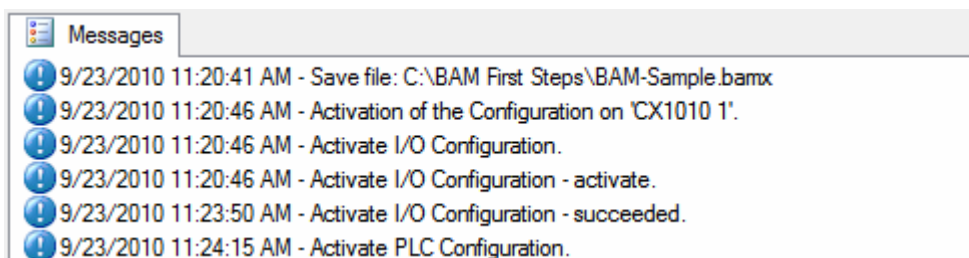 Messages
9/23/2010 11:20:41 AM - Save file: C:\BAM First Steps\BAM-Sample.bamx
9/23/2010 11:20:46 AM - Activation of the Configuration on 'CX1010 1'.
9/23/2010 11:20:46 AM - Activate I/O Configuration.
9/23/2010 11:20:46 AM - Activate I/O Configuration - activate.
9/23/2010 11:23:50 AM - Activate I/O Configuration - succeeded.
9/23/2010 11:24:15 AM - Activate PLC Configuration.